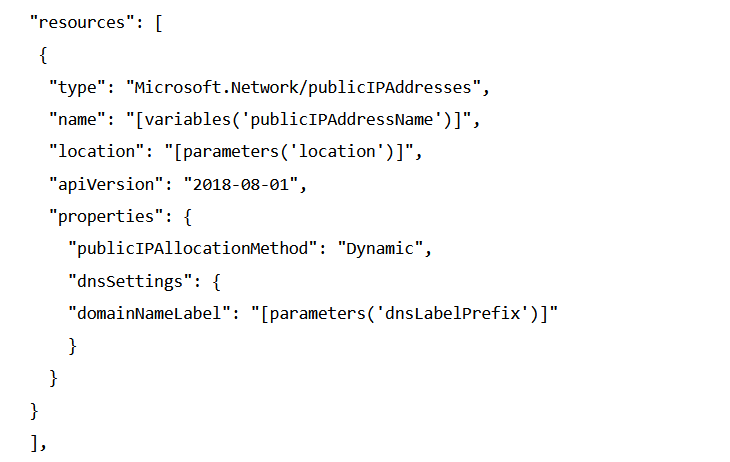 "resources": [
{
"type": "Microsoft.Network/publicIPAddresses",
"name": "[variables('publicIPAddressName')]",
"location": "[parameters('location')]",
"apiVersion": "2018-08-01",
"properties": {
"publicIPAllocationMethod": "Dynamic",
"dnsSettings": {
"domainNameLabel": "[parameters('dnsLabelPrefix')]"
}
}
}
],